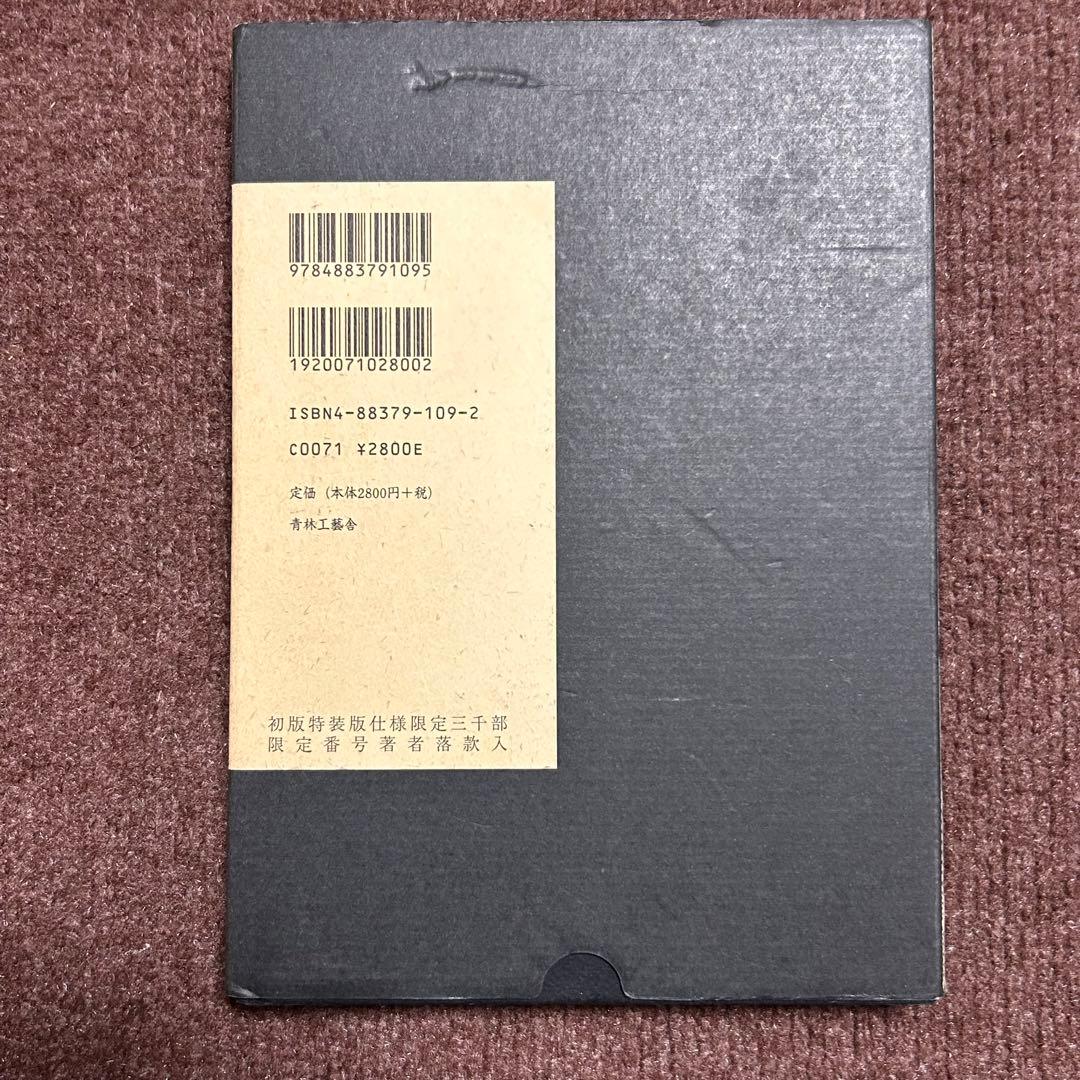 9784883791095
1920071028002
ISBN4-88379-109-2
C0071 ¥2800E
定価（本体2800円＋税）
青林工藝舎
初版特装版仕様限定三千部
限定番号著者落款入